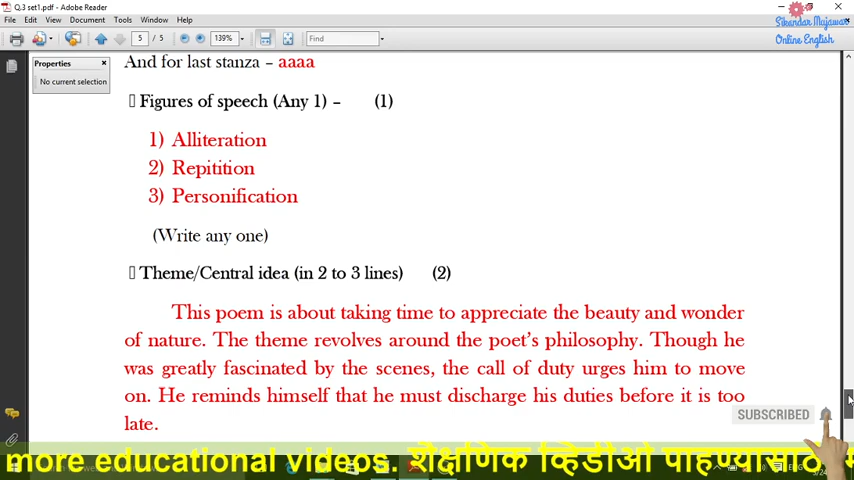 Q.3 set1.pdf - Adobe Reader
File Edit View Document Tools Window Help
Sikandar Majawar
Online English
5 / 5 139% Find
Properties
No current selection
And for last stanza – aaaa
Figures of speech (Any 1) – (1)
1) Alliteration
2) Repitition
3) Personification
(Write any one)
Theme/Central idea (in 2 to 3 lines) (2)
This poem is about taking time to appreciate the beauty and wonder
of nature. The theme revolves around the poet's philosophy. Though he
was greatly fascinated by the scenes, the call of duty urges him to move
on. He reminds himself that he must discharge his duties before it is too
late.
SUBSCRIBED
more educational videos. शैक्षणिक व्हिडीओ पाहण्यासाठी